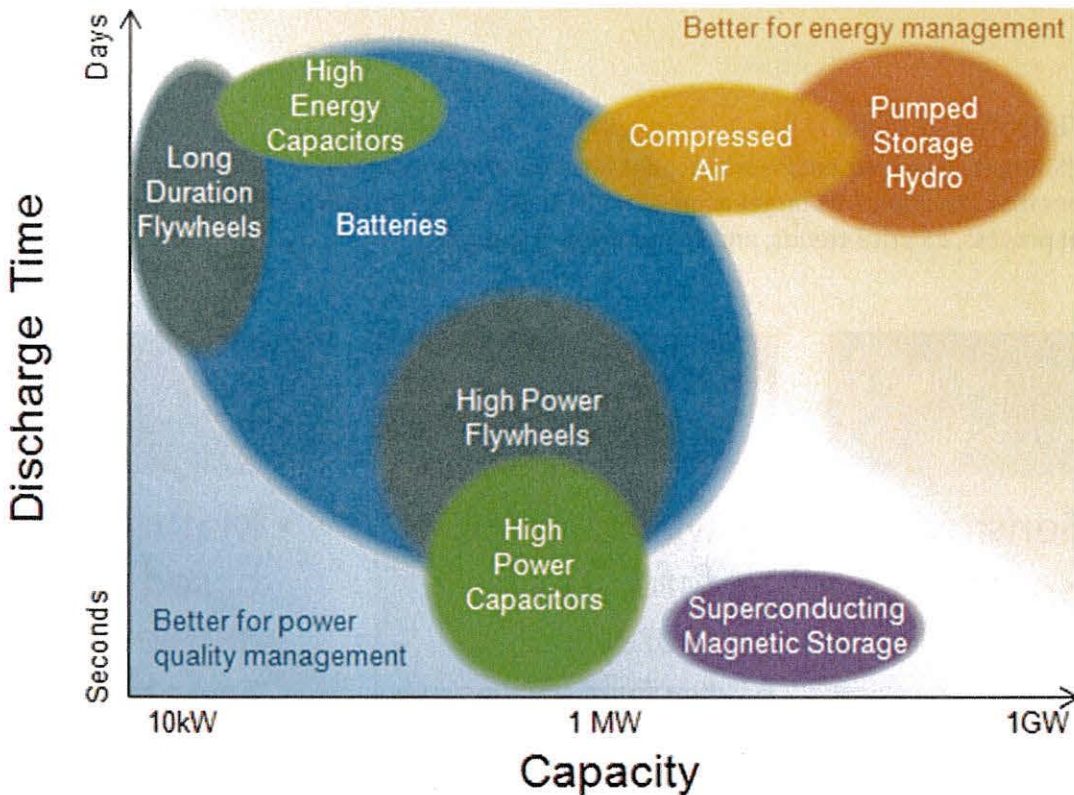 Better for energy management
Days
High
Energy
Capacitors
Long
Duration
Flywheels
Batteries
Compressed
Air
Pumped
Storage
Hydro
Discharge Time
High Power
Flywheels
High
Power
Capacitors
Superconducting
Magnetic Storage
Better for power
quality management
Seconds
10kW
1 MW
1GW
Capacity